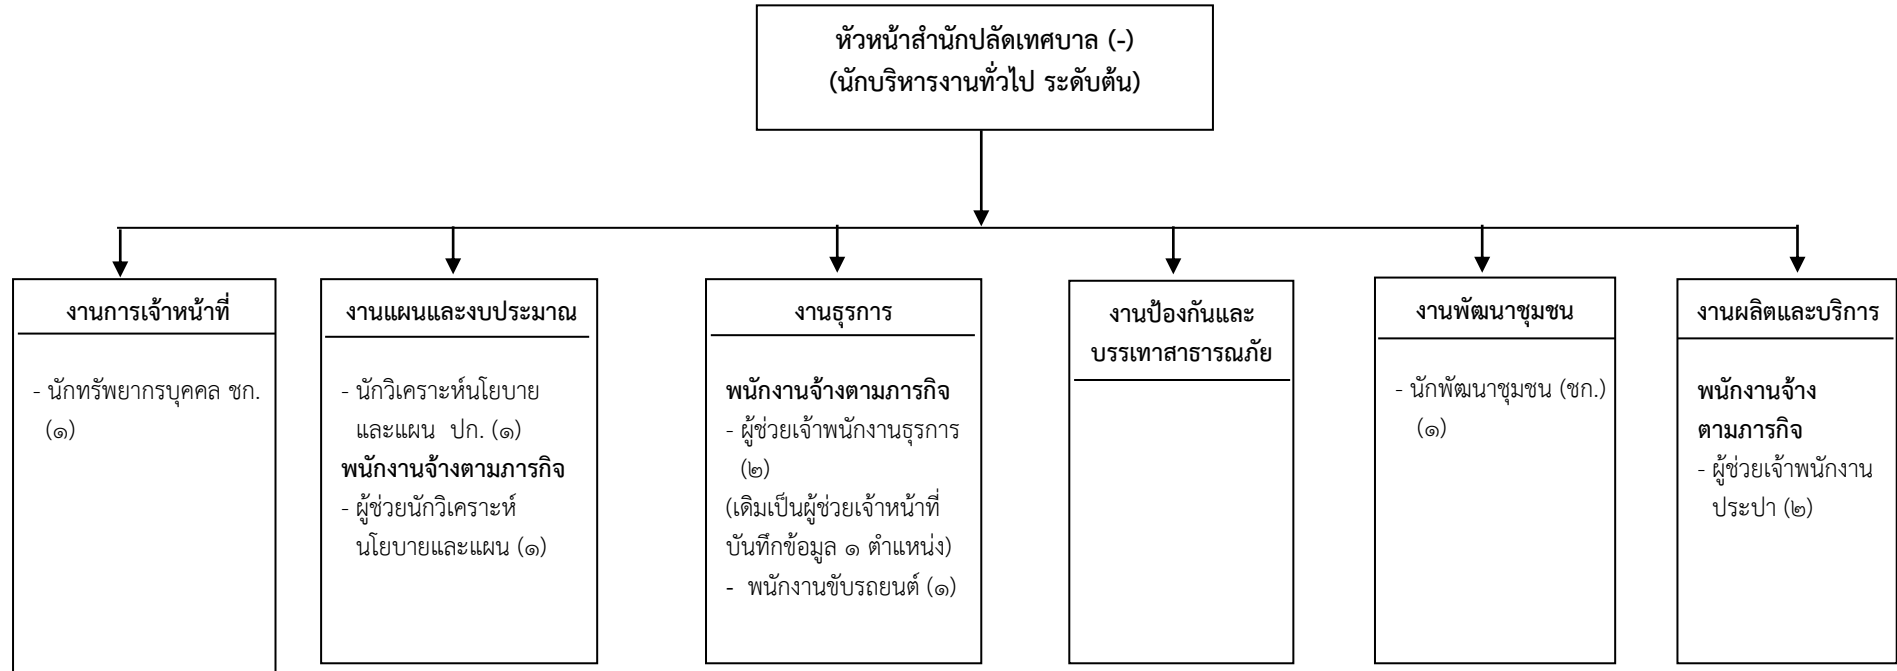 หัวหน้าสำนักปลัดเทศบาล (-)
(นักบริหารงานทั่วไป ระดับต้น)
งานการเจ้าหน้าที่
- นักทรัพยากรบุคคล ชก.
(๑)
งานแผนและงบประมาณ
- นักวิเคราะห์นโยบาย
และแผน ปก. (๑)
พนักงานจ้างตามภารกิจ
- ผู้ช่วยนักวิเคราะห์
นโยบายและแผน (๑)
งานธุรการ
พนักงานจ้างตามภารกิจ
- ผู้ช่วยเจ้าพนักงานธุรการ
(๒)
(เดิมเป็นผู้ช่วยเจ้าหน้าที่
บันทึกข้อมูล ๑ ตำแหน่ง)
- พนักงานขับรถยนต์ (๑)
งานป้องกันและ
บรรเทาสาธารณภัย
งานพัฒนาชุมชน
- นักพัฒนาชุมชน (ชก.)
(๑)
งานผลิตและบริการ
พนักงานจ้าง
ตามภารกิจ
- ผู้ช่วยเจ้าพนักงาน
ประปา (๒)